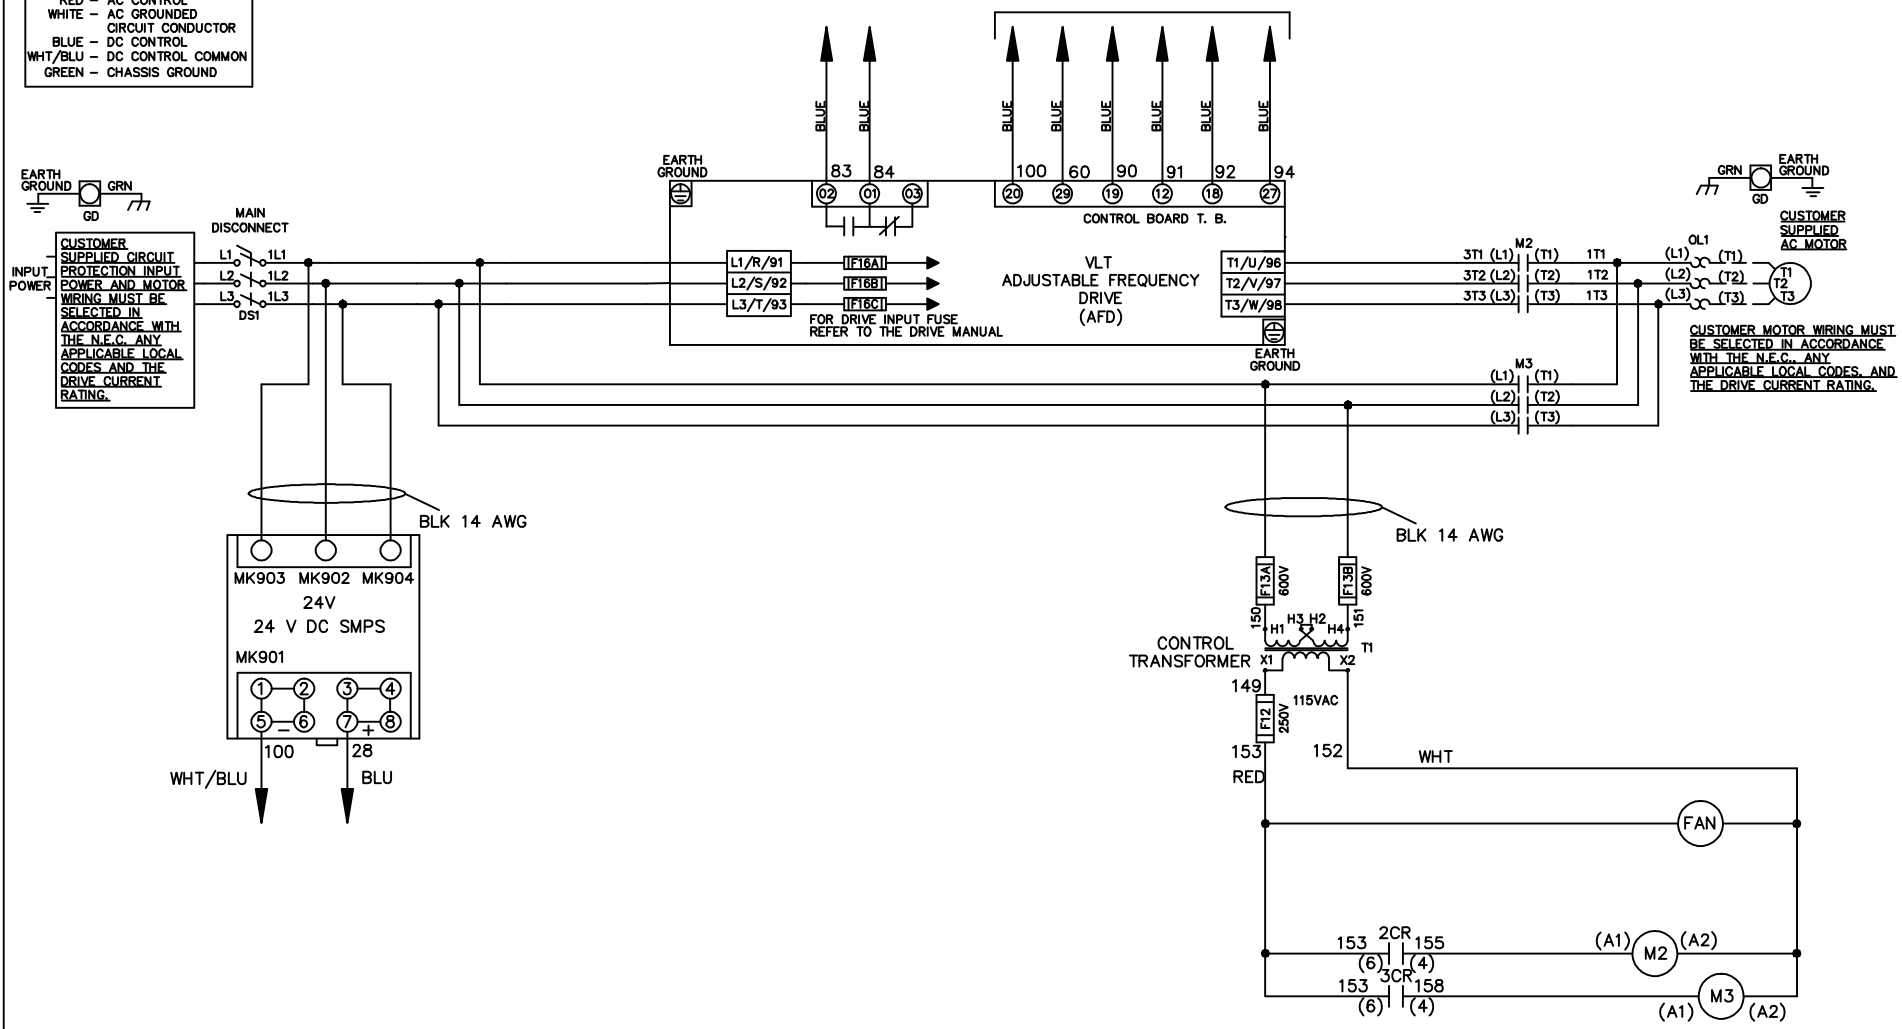 RED – AC CONTROL
WHITE – AC GROUNDED
CIRCUIT CONDUCTOR
BLUE – DC CONTROL
WHT/BLU – DC CONTROL COMMON
GREEN – CHASSIS GROUND
BLUE
BLUE
BLUE
BLUE
BLUE
BLUE
BLUE
BLUE
EARTH
GROUND
GRN
GD
MAIN
DISCONNECT
INPUT
POWER
CUSTOMER
SUPPLIED CIRCUIT
PROTECTION INPUT
POWER AND MOTOR
WIRING MUST BE
SELECTED IN
ACCORDANCE WITH
THE N.E.C. ANY
APPLICABLE LOCAL
CODES AND THE
DRIVE CURRENT
RATING.
L1 1L1
L2 1L2
L3 1L3
DS1
EARTH
GROUND
83 84
02 01 03
100 60 90 91 92 94
20 29 19 12 18 27
CONTROL BOARD T. B.
L1/R/91 F16A
L2/S/92 F16B
L3/T/93 F16C
FOR DRIVE INPUT FUSE
REFER TO THE DRIVE MANUAL
VLT
ADJUSTABLE FREQUENCY
DRIVE
(AFD)
T1/U/96
T2/V/97
T3/W/98
EARTH
GROUND
M2
3T1 (L1) (T1) 1T1
3T2 (L2) (T2) 1T2
3T3 (L3) (T3) 1T3
OL1
(L1) (T1)
(L2) (T2)
(L3) (T3)
T1
T2
T3
GRN
EARTH
GROUND
GD
CUSTOMER
SUPPLIED
AC MOTOR
CUSTOMER MOTOR WIRING MUST
BE SELECTED IN ACCORDANCE
WITH THE N.E.C., ANY
APPLICABLE LOCAL CODES, AND
THE DRIVE CURRENT RATING.
M3
(L1) (T1)
(L2) (T2)
(L3) (T3)
BLK 14 AWG
MK903 MK902 MK904
24V
24 V DC SMPS
MK901
1 2 3 4
5 6 7 8
– +
100 28
WHT/BLU BLU
BLK 14 AWG
F13A
600V
F13B
600V
150
151
H1 H3 H2 H4
T1
CONTROL
TRANSFORMER
X1 X2
149
115VAC
F12
250V
153
152
RED
WHT
FAN
2CR
153 155
(6) (4)
(A1) M2 (A2)
3CR
153 158
(6) (4)
(A1) M3 (A2)